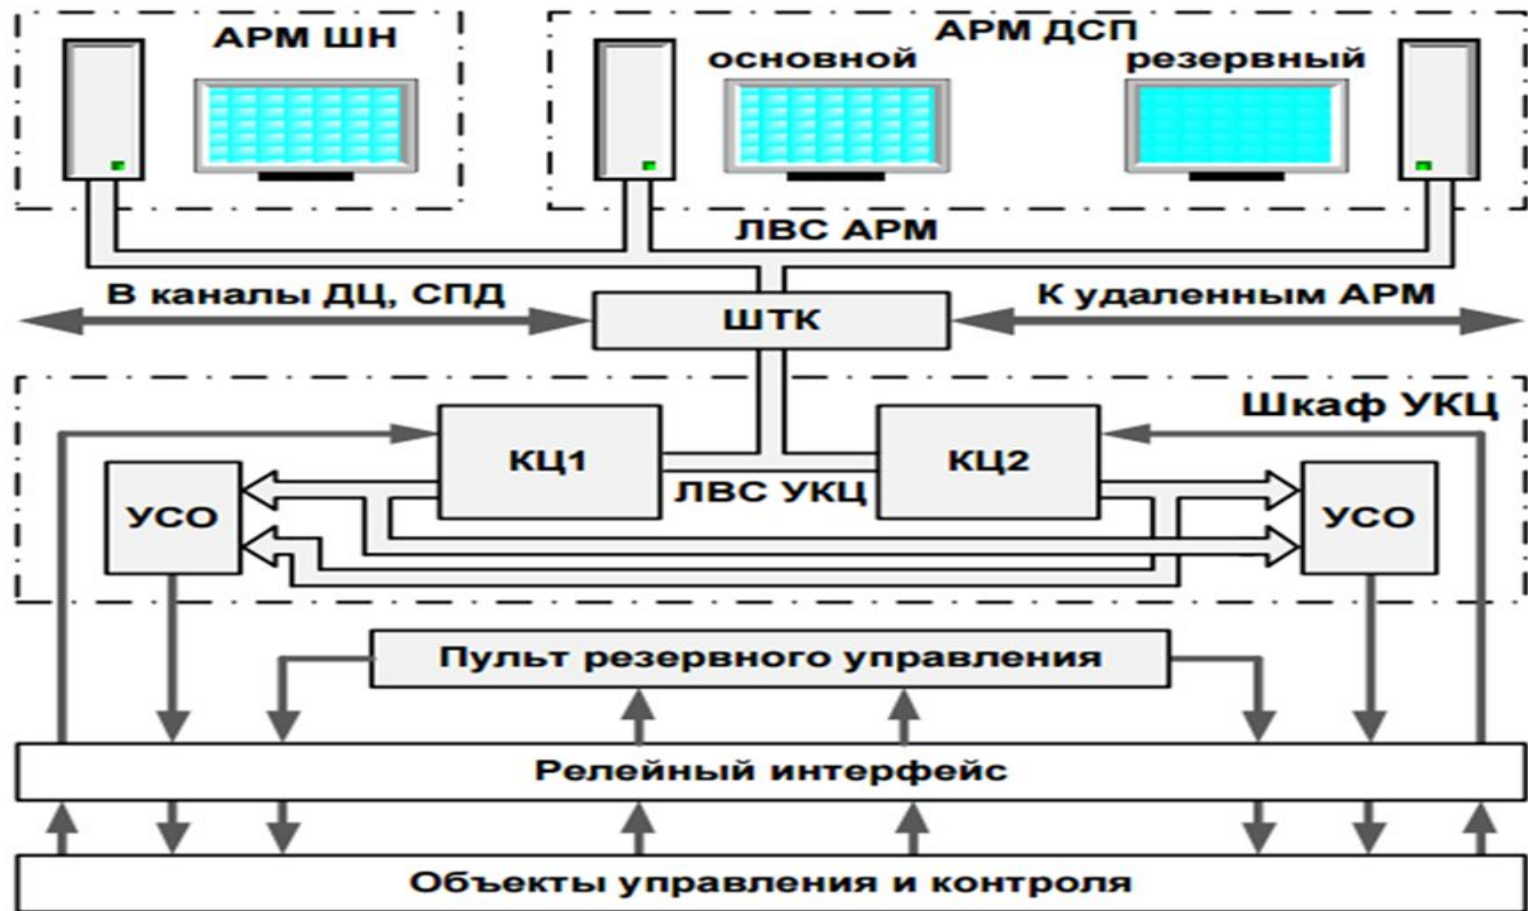 АРМ ШН
АРМ ДСП
основной
резервный
ЛВС АРМ
В каналы ДЦ, СПД
К удаленным АРМ
ШТК
Шкаф УКЦ
КЦ1
КЦ2
ЛВС УКЦ
УСО
УСО
Пульт резервного управления
Релейный интерфейс
Объекты управления и контроля